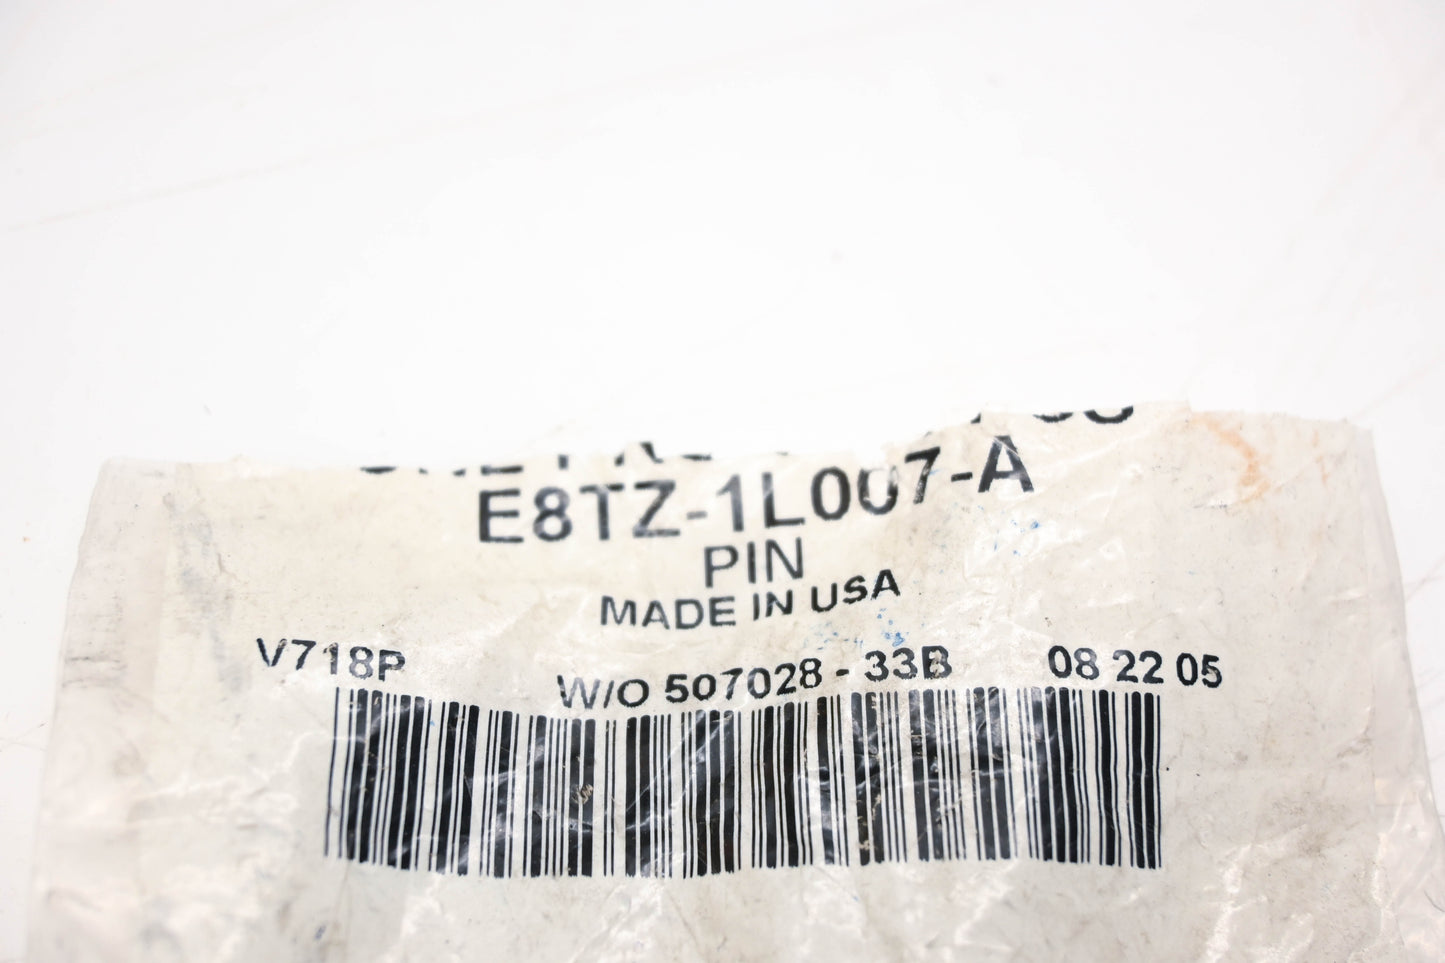 E8TZ-1L007-A
PIN
MADE IN USA
V718P W/O 507028 - 33B 08 22 05